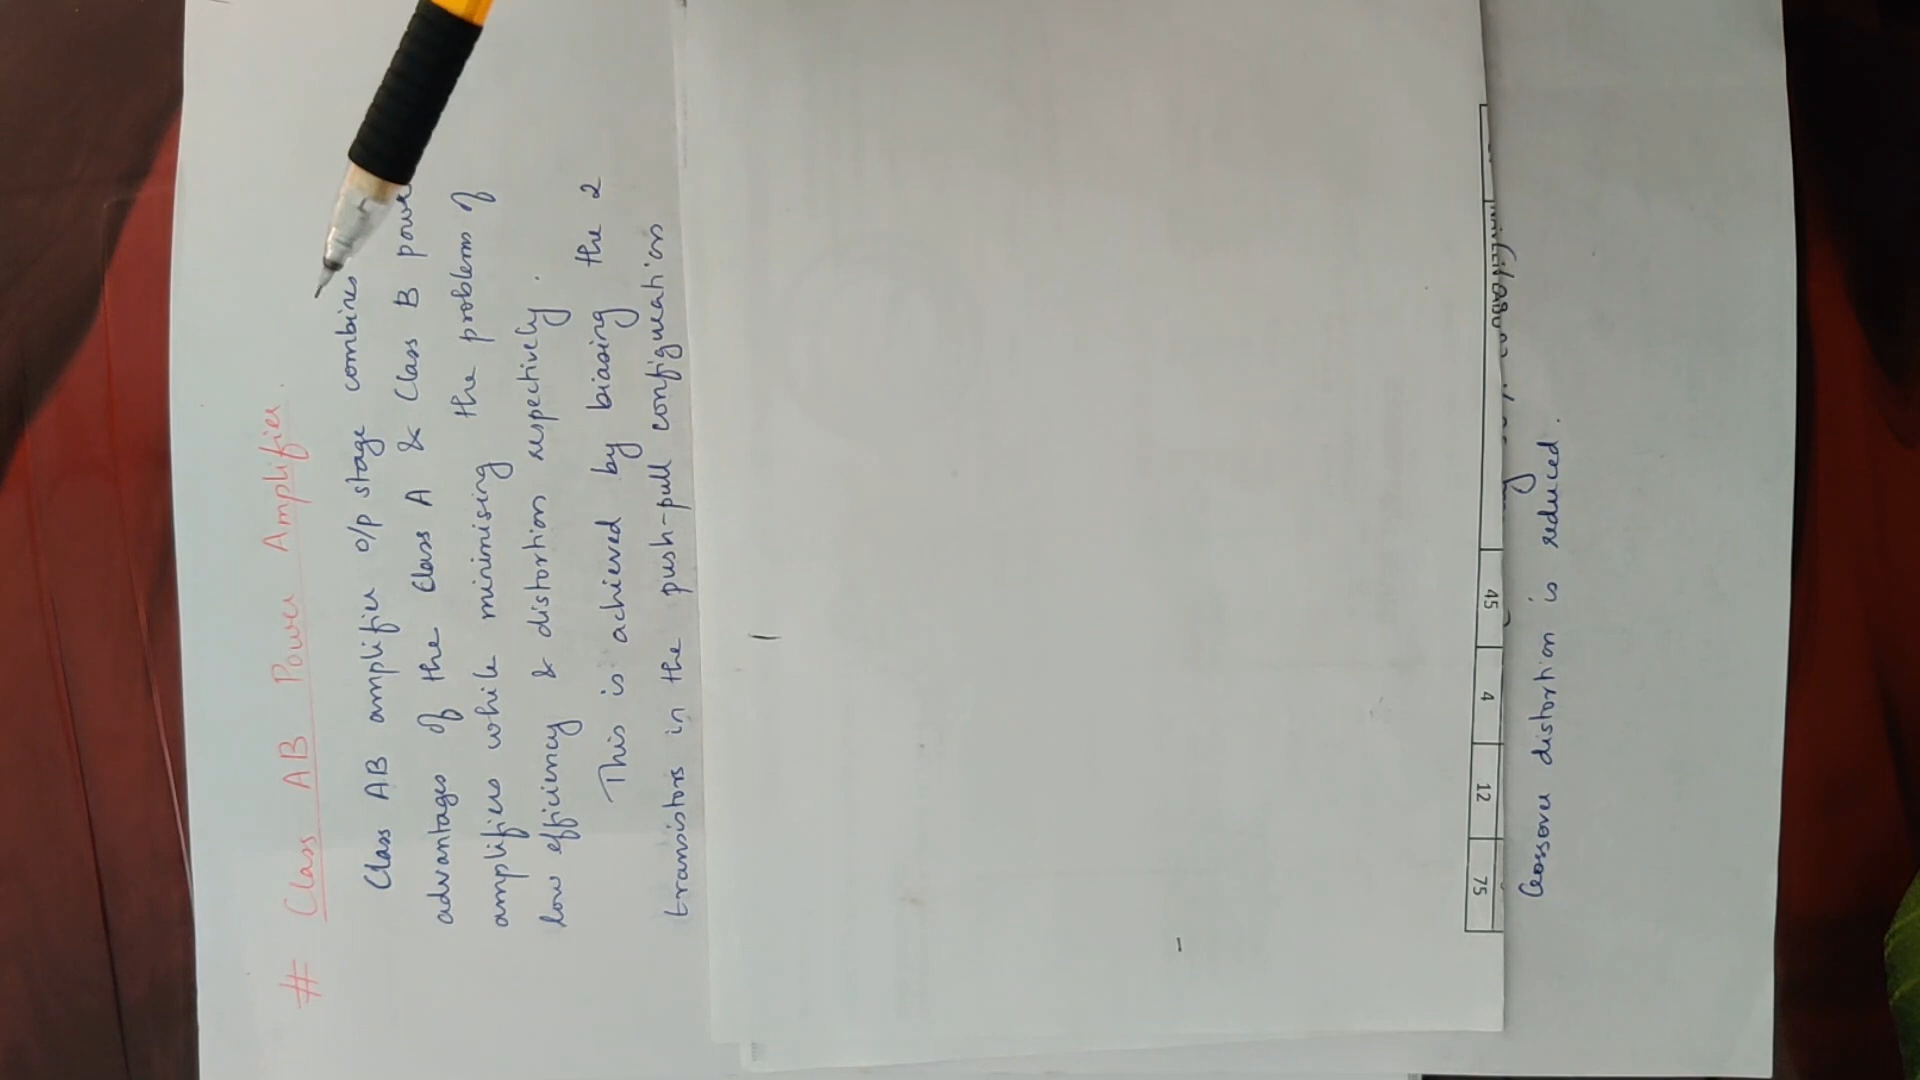 # Class AB Power Amplifier.
Class AB amplifier o/p stage combines
advantages of the Class A & Class B
amplifiers while minimising the problems of
low efficiency & distortion respectively.
This is achieved by biasing the 2
transistors in the push-pull configurations
45 4 12 75
Crossover distortion is reduced.